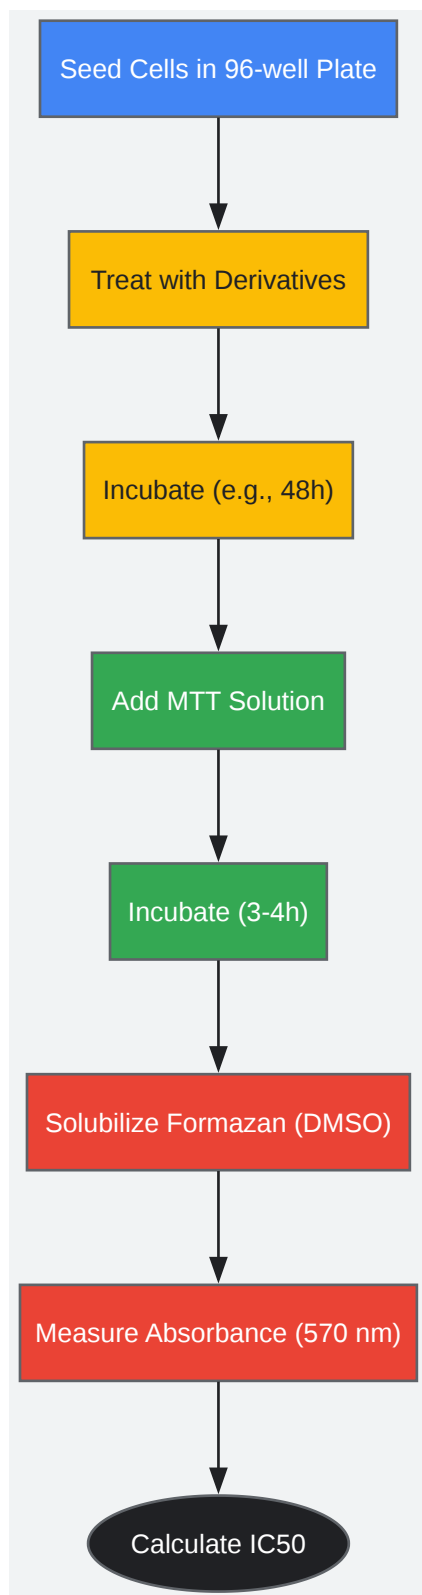 Seed Cells in 96-well Plate
Treat with Derivatives
Incubate (e.g., 48h)
Add MTT Solution
Incubate (3-4h)
Solubilize Formazan (DMSO)
Measure Absorbance (570 nm)
Calculate IC50